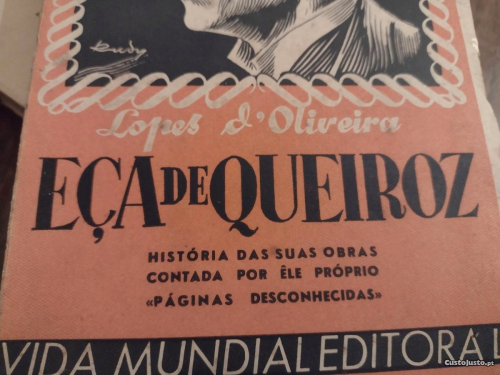 Rudy
Lopes d'Oliveira
EÇA DE QUEIROZ
HISTÓRIA DAS SUAS OBRAS
CONTADA POR ÊLE PRÓPRIO
«PÁGINAS DESCONHECIDAS»
VIDA MUNDIAL EDITORA L
CustoJusto.pt